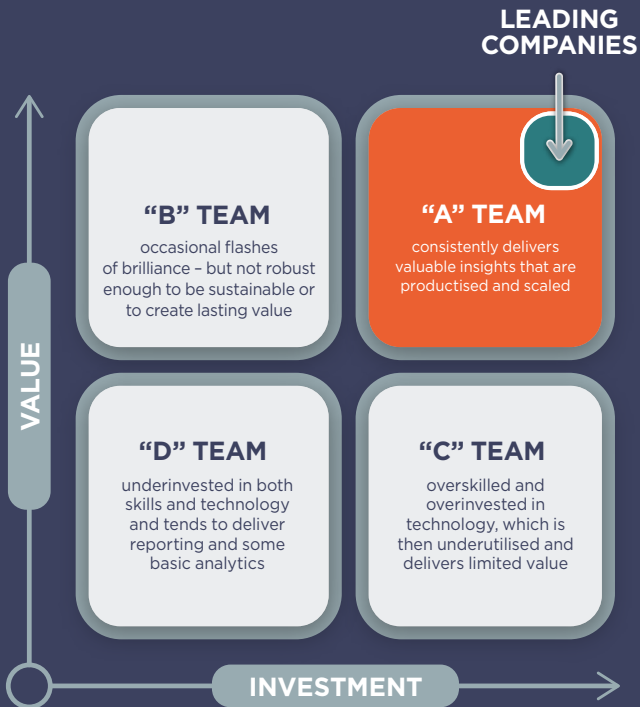 LEADING
COMPANIES
“B” TEAM
occasional flashes
of brilliance – but not robust
enough to be sustainable or
to create lasting value
“A” TEAM
consistently delivers
valuable insights that are
productised and scaled
VALUE
“D” TEAM
underinvested in both
skills and technology
and tends to deliver
reporting and some
basic analytics
“C” TEAM
overskilled and
overinvested in
technology, which is
then underutilised and
delivers limited value
INVESTMENT